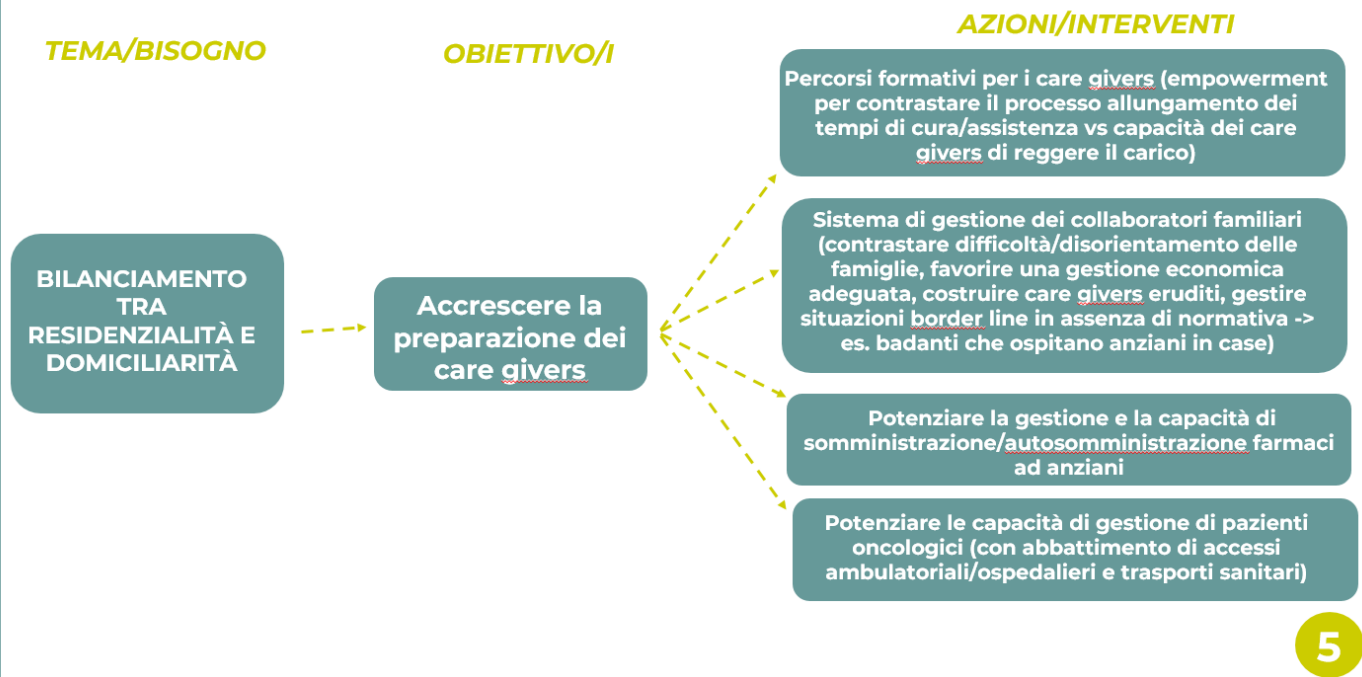 TEMA/BISOGNO
OBIETTIVO/I
AZIONI/INTERVENTI
BILANCIAMENTO
TRA
RESIDENZIALITÀ E
DOMICILIARITÀ
Accrescere la
preparazione dei
care givers
Percorsi formativi per i care givers (empowerment
per contrastare il processo allungamento dei
tempi di cura/assistenza vs capacità dei care
givers di reggere il carico)
Sistema di gestione dei collaboratori familiari
(contrastare difficoltà/disorientamento delle
famiglie, favorire una gestione economica
adeguata, costruire care givers eruditi, gestire
situazioni border line in assenza di normativa ->
es. badanti che ospitano anziani in case)
Potenziare la gestione e la capacità di
somministrazione/autosomministrazione farmaci
ad anziani
Potenziare le capacità di gestione di pazienti
oncologici (con abbattimento di accessi
ambulatoriali/ospedalieri e trasporti sanitari)
5